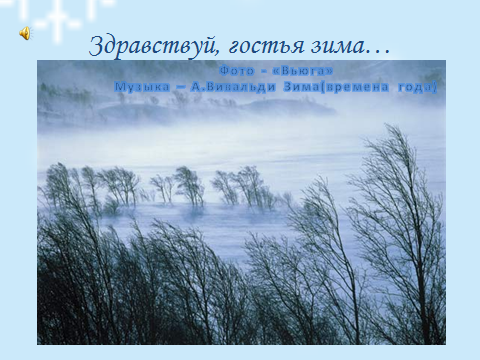 Здравствуй, гостья зима...
Фото - «Вьюга»
Музыка – А.Вивальди Зима(времена года)